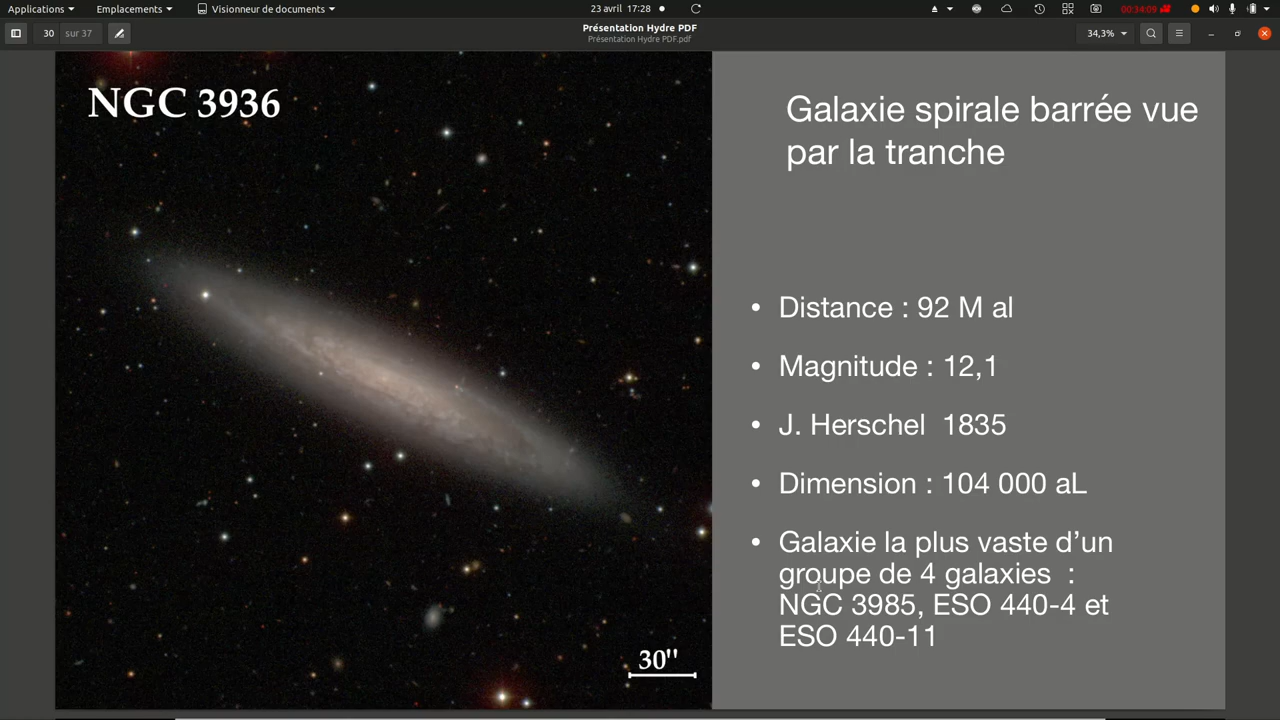 Applications
Emplacements
Visionneur de documents
23 avril 17:28
00:34:09
30 sur 37
Présentation Hydre PDF
Présentation Hydre PDF.pdf
34,3%
NGC 3936
30"
Galaxie spirale barrée vue
par la tranche
• Distance : 92 M al
• Magnitude : 12,1
• J. Herschel 1835
• Dimension : 104 000 aL
• Galaxie la plus vaste d’un
groupe de 4 galaxies :
NGC 3985, ESO 440-4 et
ESO 440-11